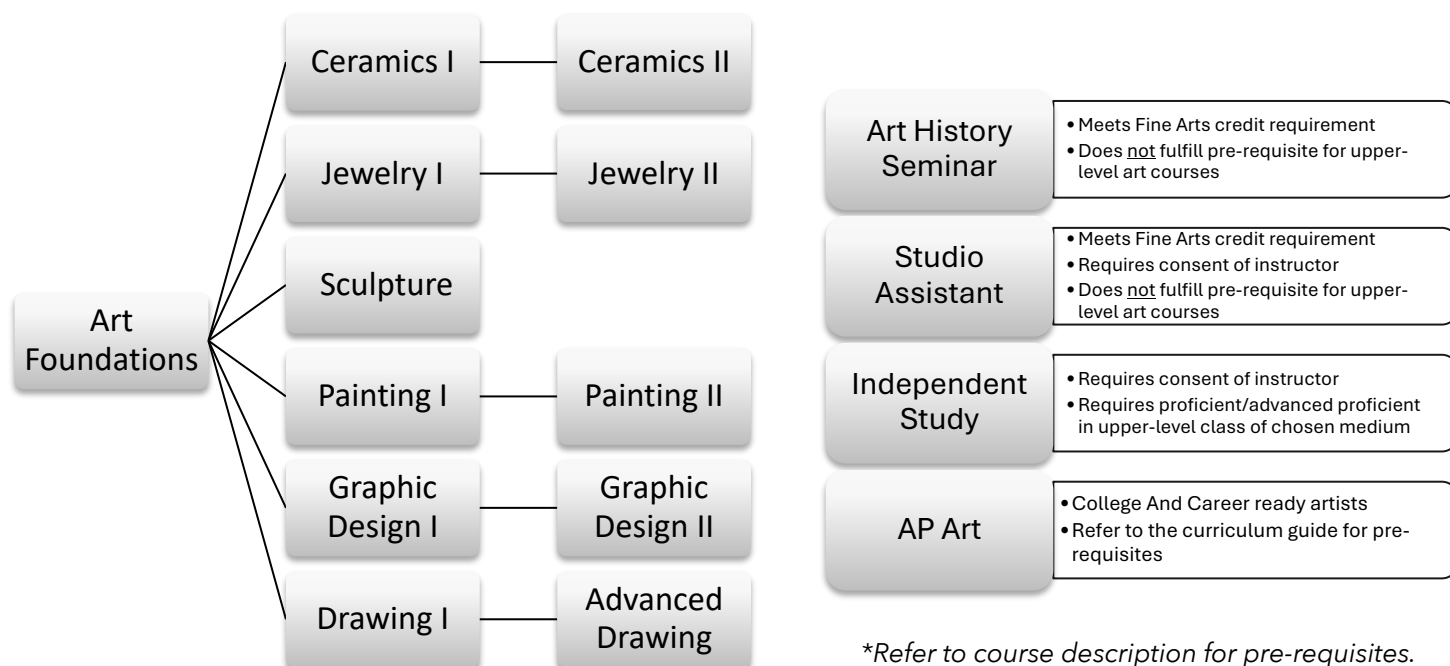 Art
Foundations
Ceramics I
Ceramics II
Jewelry I
Jewelry II
Sculpture
Painting I
Painting II
Graphic
Design I
Graphic
Design II
Drawing I
Advanced
Drawing
Art History
Seminar
• Meets Fine Arts credit requirement
• Does not fulfill pre-requisite for upper-
level art courses
Studio
Assistant
• Meets Fine Arts credit requirement
• Requires consent of instructor
• Does not fulfill pre-requisite for upper-
level art courses
Independent
Study
• Requires consent of instructor
• Requires proficient/advanced proficient
in upper-level class of chosen medium
AP Art
• College And Career ready artists
• Refer to the curriculum guide for pre-
requisites
*Refer to course description for pre-requisites.